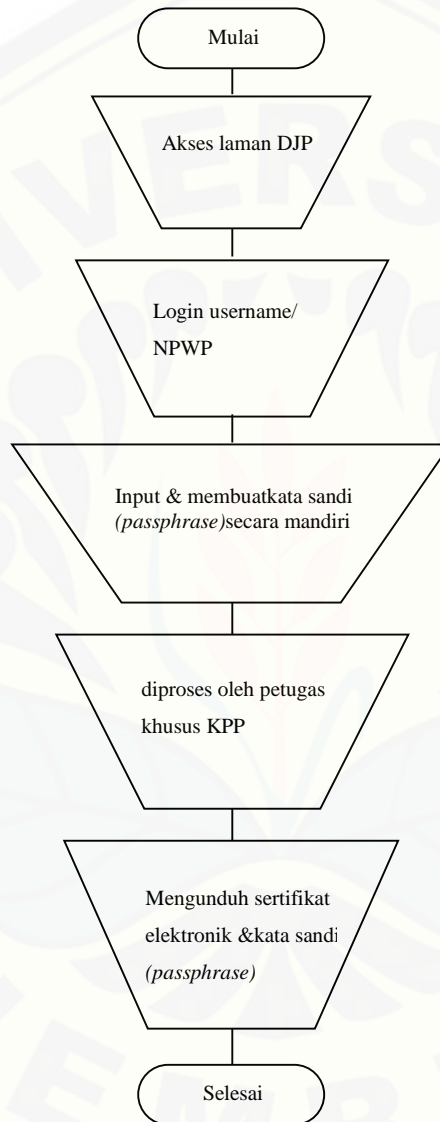 Mulai
Akses laman DJP
Login username/
NPWP
Input & membuatkata sandi
(passphrase)secara mandiri
diproses oleh petugas
khusus KPP
Mengunduh sertifikat
elektronik &kata sandi
(passphrase)
Selesai